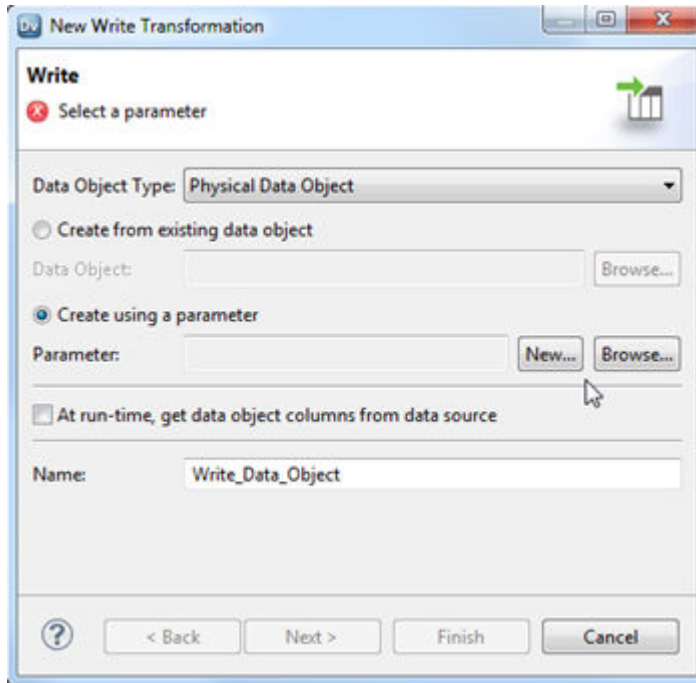 Dv New Write Transformation
Write
Select a parameter
Data Object Type: Physical Data Object
Create from existing data object
Data Object: Browse...
Create using a parameter
Parameter: New... Browse...
At run-time, get data object columns from data source
Name: Write_Data_Object
? < Back Next > Finish Cancel